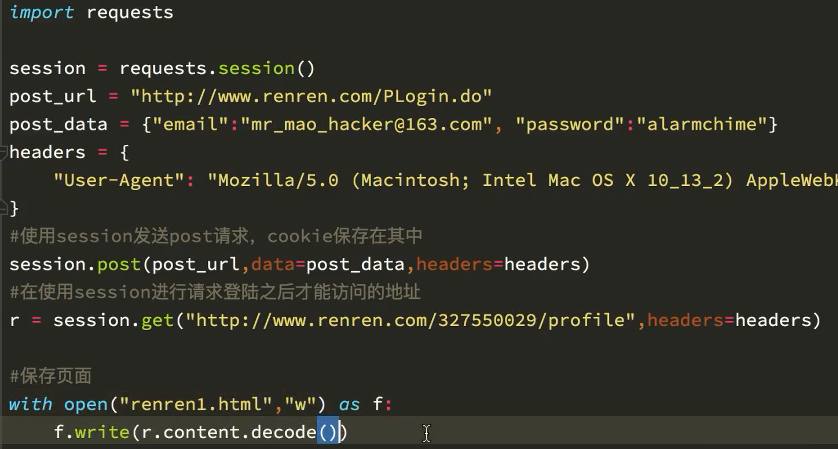 import requests
session = requests.session()
post_url = "http://www.renren.com/PLogin.do"
post_data = {"email":"mr_mao_hacker@163.com", "password":"alarmchime"}
headers = {
"User-Agent": "Mozilla/5.0 (Macintosh; Intel Mac OS X 10_13_2) AppleWebK
}
#使用session发送post请求，cookie保存在其中
session.post(post_url,data=post_data,headers=headers)
#在使用session进行请求登陆之后才能访问的地址
r = session.get("http://www.renren.com/327550029/profile",headers=headers)
#保存页面
with open("renren1.html","w") as f:
f.write(r.content.decode())